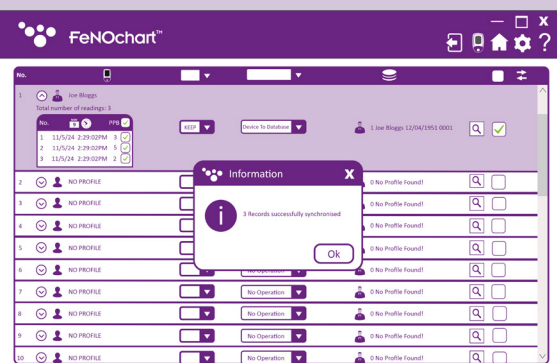 FeNOchart™
No.
1 Joe Bloggs
Total number of readings: 3
No. PPB
1 11/5/24 2:29:02PM 3
2 11/5/24 2:29:02PM 5
3 11/5/24 2:29:02PM 2
KEEP Device To Database 1 Joe Bloggs 12/04/1951 0001
Information X
3 Records successfully synchronised
Ok
2 NO PROFILE 0 No Profile Found!
3 NO PROFILE 0 No Profile Found!
4 NO PROFILE 0 No Profile Found!
5 NO PROFILE 0 No Profile Found!
6 NO PROFILE No Operation 0 No Profile Found!
7 NO PROFILE No Operation 0 No Profile Found!
8 NO PROFILE No Operation 0 No Profile Found!
9 NO PROFILE No Operation 0 No Profile Found!
10 NO PROFILE No Operation 0 No Profile Found!